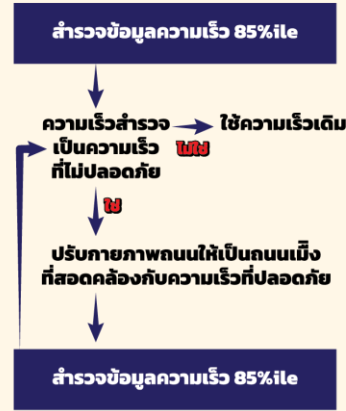 สำรวจข้อมูลความเร็ว 85%ile
ความเร็วสำรวจ
เป็นความเร็ว
ที่ไม่ปลอดภัย
ไม่ใช่
ใช้ความเร็วเดิม
ใช่
ปรับกายภาพถนนให้เป็นถนนเมือง
ที่สอดคล้องกับความเร็วที่ปลอดภัย
สำรวจข้อมูลความเร็ว 85%ile